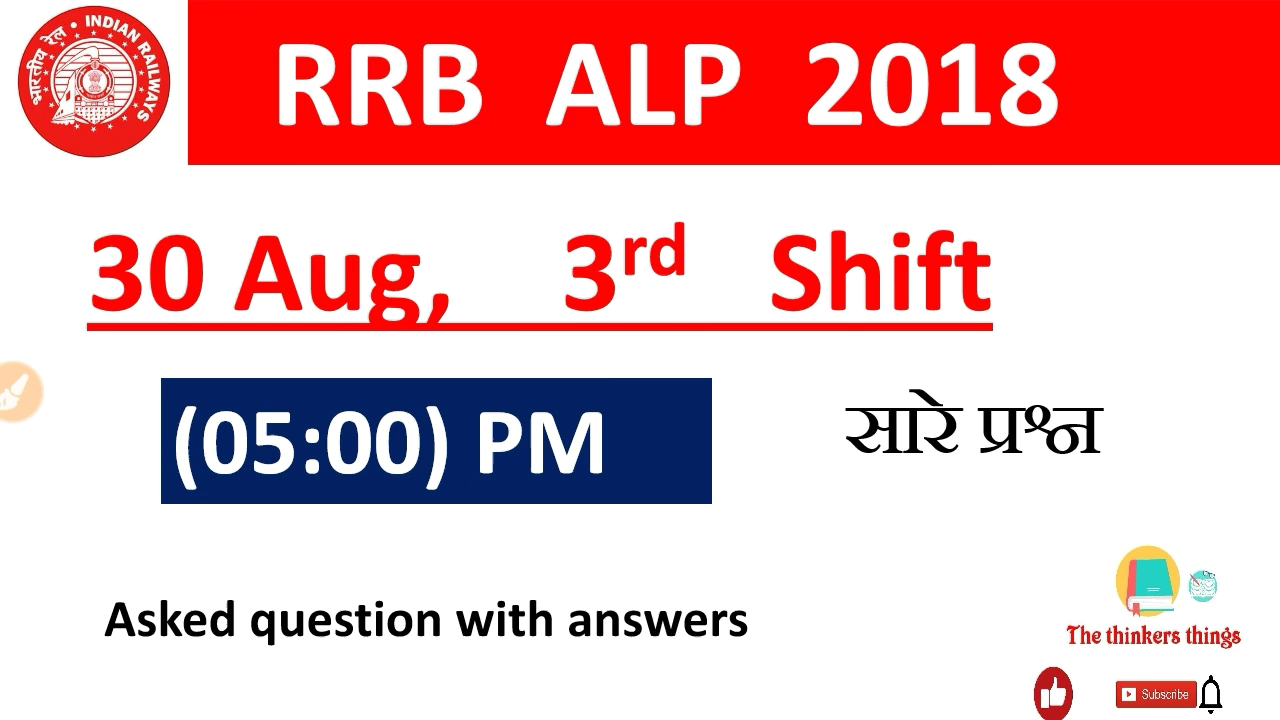 भारतीय रेल • INDIAN RAILWAYS
RRB ALP 2018
30 Aug, 3rd Shift
(05:00) PM
सारे प्रश्न
Asked question with answers
The thinkers things
Subscribe